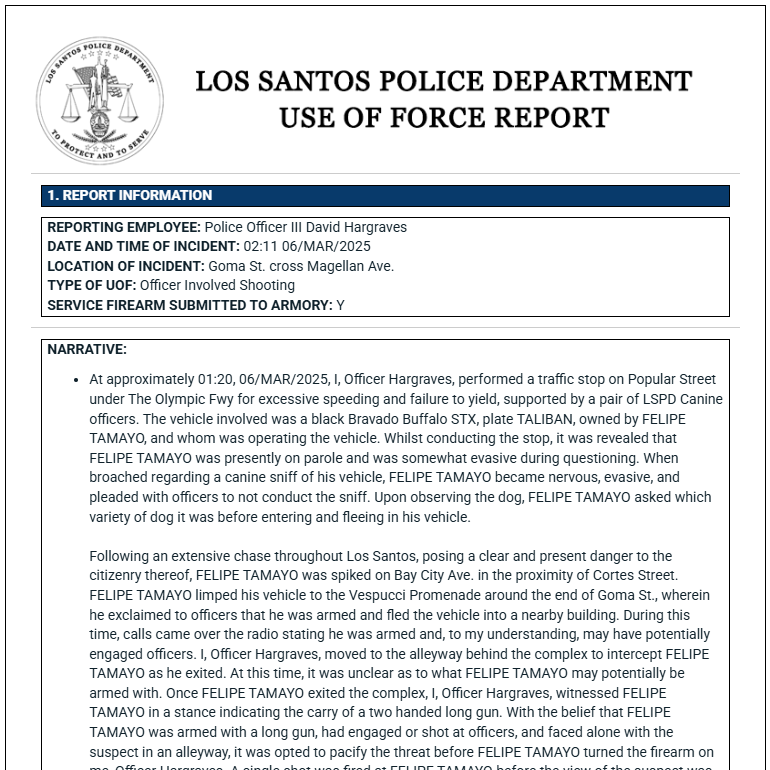 LOS SANTOS POLICE DEPARTMENT
TO PROTECT AND TO SERVE
LOS SANTOS POLICE DEPARTMENT
USE OF FORCE REPORT
1. REPORT INFORMATION
REPORTING EMPLOYEE: Police Officer III David Hargraves
DATE AND TIME OF INCIDENT: 02:11 06/MAR/2025
LOCATION OF INCIDENT: Goma St. cross Magellan Ave.
TYPE OF UOF: Officer Involved Shooting
SERVICE FIREARM SUBMITTED TO ARMORY: Y
NARRATIVE:
• At approximately 01:20, 06/MAR/2025, I, Officer Hargraves, performed a traffic stop on Popular Street
under The Olympic Fwy for excessive speeding and failure to yield, supported by a pair of LSPD Canine
officers. The vehicle involved was a black Bravado Buffalo STX, plate TALIBAN, owned by FELIPE
TAMAYO, and whom was operating the vehicle. Whilst conducting the stop, it was revealed that
FELIPE TAMAYO was presently on parole and was somewhat evasive during questioning. When
broached regarding a canine sniff of his vehicle, FELIPE TAMAYO became nervous, evasive, and
pleaded with officers to not conduct the sniff. Upon observing the dog, FELIPE TAMAYO asked which
variety of dog it was before entering and fleeing in his vehicle.
Following an extensive chase throughout Los Santos, posing a clear and present danger to the
citizenry thereof, FELIPE TAMAYO was spiked on Bay City Ave. in the proximity of Cortes Street.
FELIPE TAMAYO limped his vehicle to the Vespucci Promenade around the end of Goma St., wherein
he exclaimed to officers that he was armed and fled the vehicle into a nearby building. During this
time, calls came over the radio stating he was armed and, to my understanding, may have potentially
engaged officers. I, Officer Hargraves, moved to the alleyway behind the complex to intercept FELIPE
TAMAYO as he exited. At this time, it was unclear as to what FELIPE TAMAYO may potentially be
armed with. Once FELIPE TAMAYO exited the complex, I, Officer Hargraves, witnessed FELIPE
TAMAYO in a stance indicating the carry of a two handed long gun. With the belief that FELIPE
TAMAYO was armed with a long gun, had engaged or shot at officers, and faced alone with the
suspect in an alleyway, it was opted to pacify the threat before FELIPE TAMAYO turned the firearm on
me, Officer Hargraves. A single shot was fired at FELIPE TAMAYO before the view of the suspect was